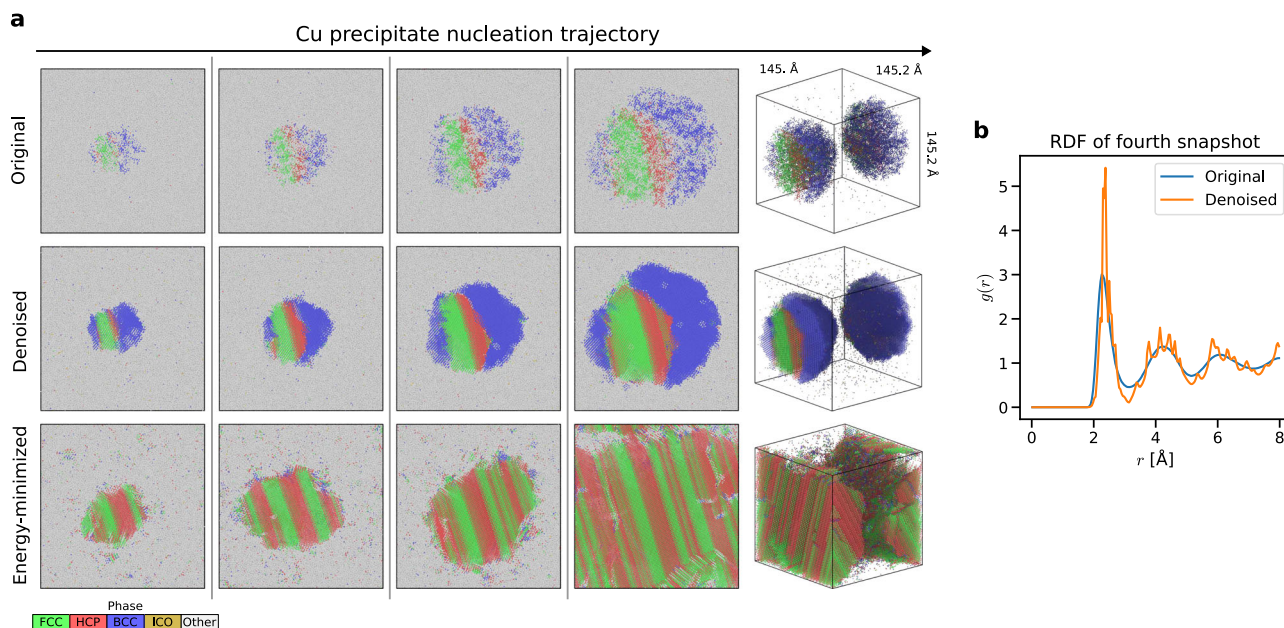 a
Cu precipitate nucleation trajectory
Original
Denoised
Energy-minimized
145. Å
145.2 Å
145.2 Å
Phase
FCC HCP BCC ICO Other
b
RDF of fourth snapshot
Original
Denoised
g(r)
5
4
3
2
1
0
0 2 4 6 8
r [Å]